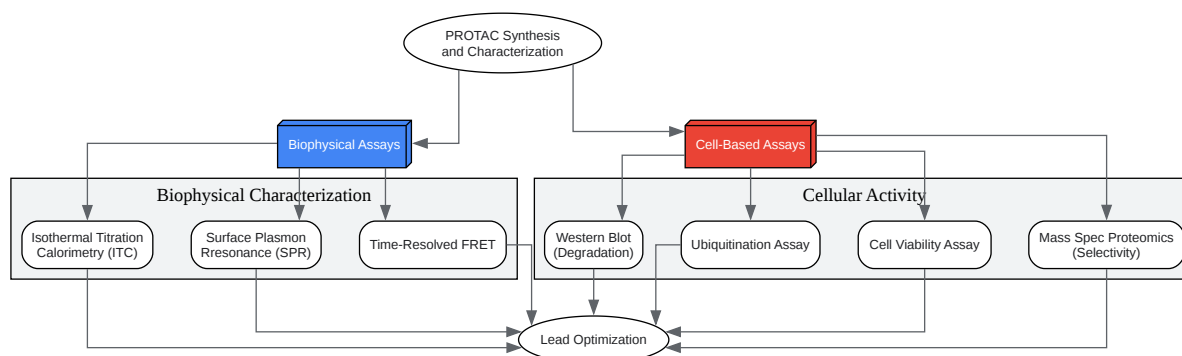 PROTAC Synthesis
and Characterization
Biophysical Assays
Cell-Based Assays
Biophysical Characterization
Cellular Activity
Isothermal Titration
Calorimetry (ITC)
Surface Plasmon
Rresonance (SPR)
Time-Resolved FRET
Western Blot
(Degradation)
Ubiquitination Assay
Cell Viability Assay
Mass Spec Proteomics
(Selectivity)
Lead Optimization